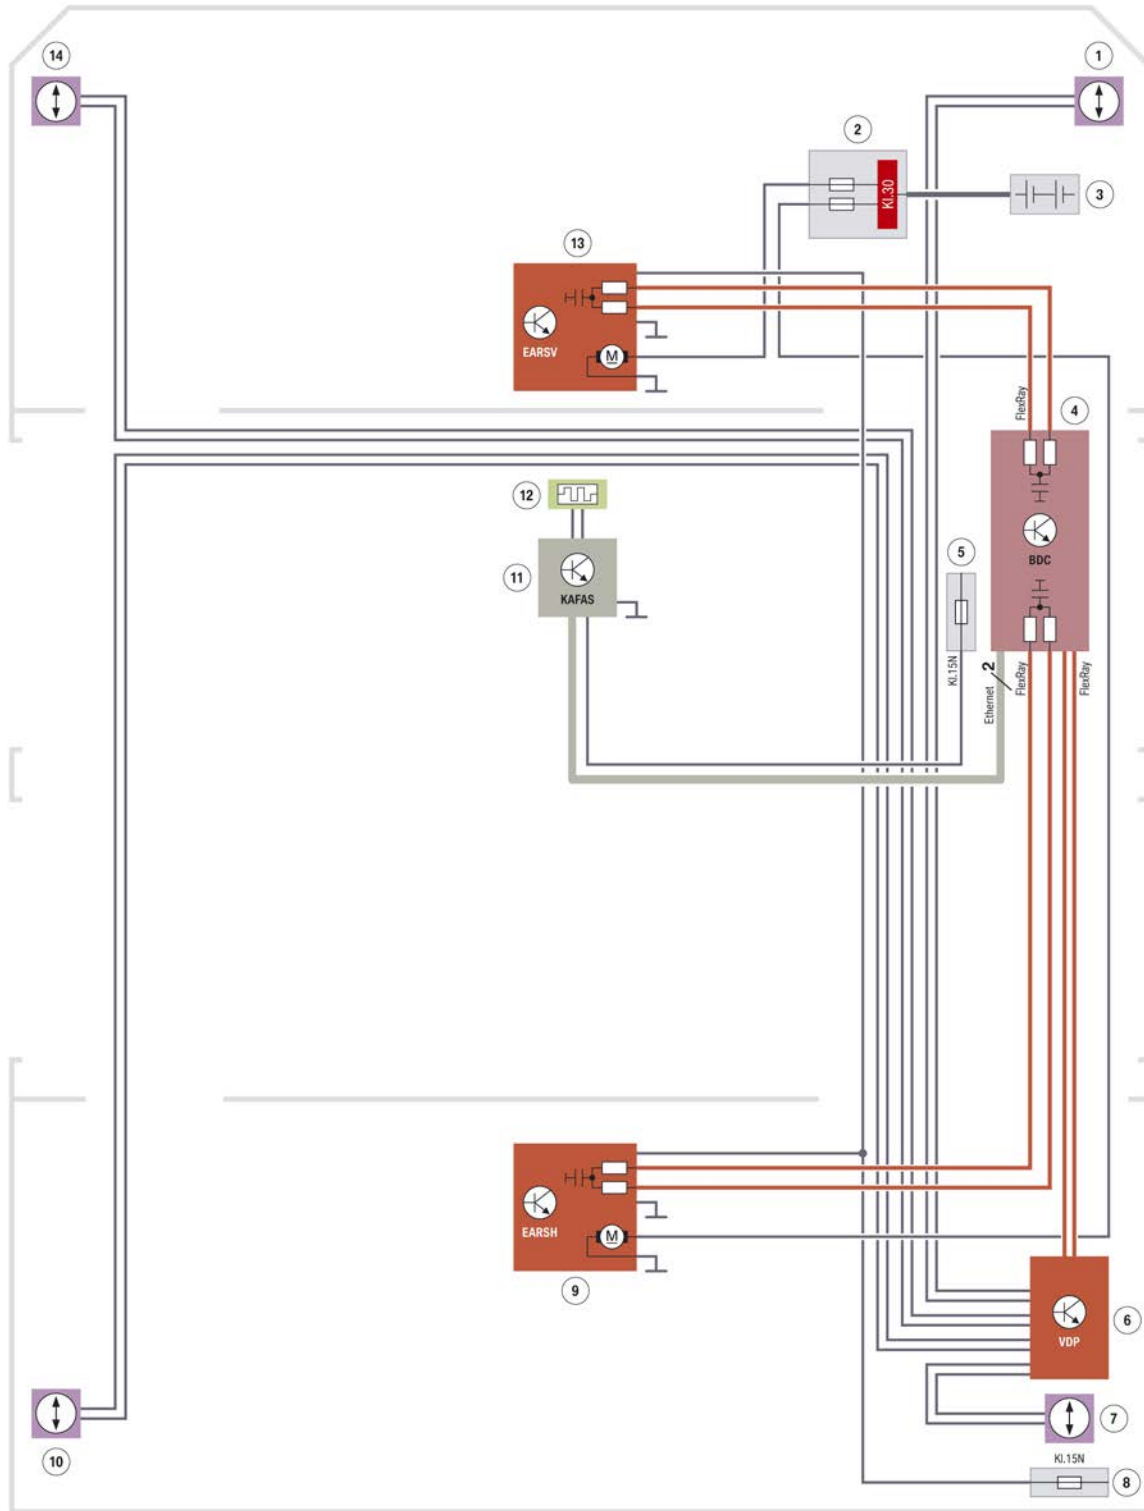 14
1
2
Kl.30
3
13
EARSV
M
FlexRay
4
12
5
BDC
11
KAFAS
Kl.15N
Ethernet
2
FlexRay
FlexRay
EARSH
M
9
6
VDP
7
10
Kl.15N
8